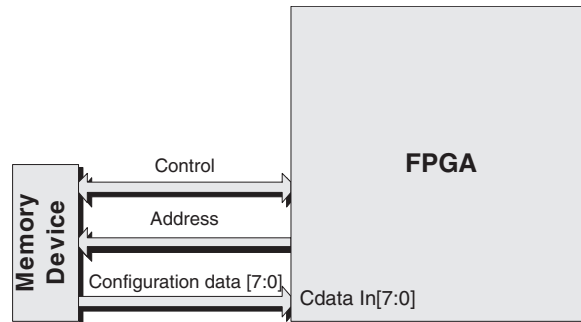 Control
FPGA
Address
Memory
Device
Configuration data [7:0]
Cdata In[7:0]